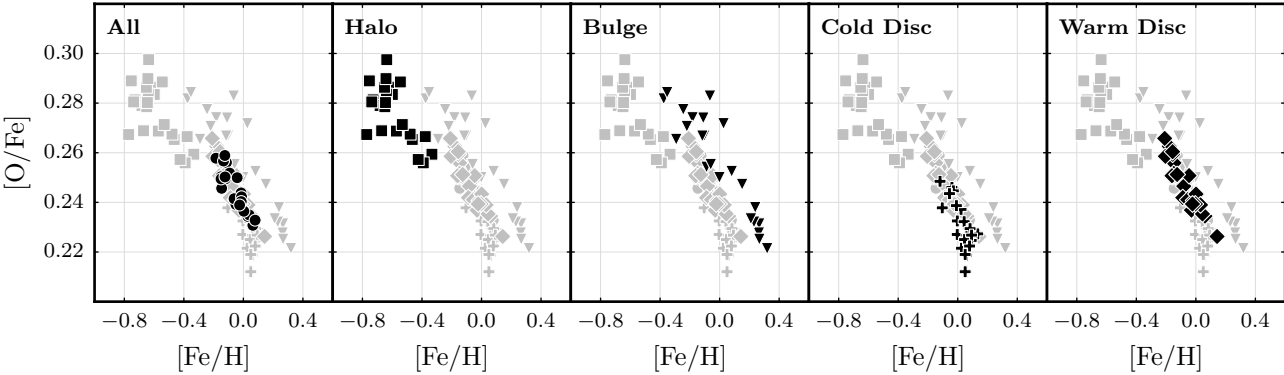 All Halo Bulge Cold Disc Warm Disc
[O/Fe]
0.30
0.28
0.26
0.24
0.22
−0.8 −0.4 0.0 0.4 −0.8 −0.4 0.0 0.4 −0.8 −0.4 0.0 0.4 −0.8 −0.4 0.0 0.4 −0.8 −0.4 0.0 0.4
[Fe/H] [Fe/H] [Fe/H] [Fe/H] [Fe/H]